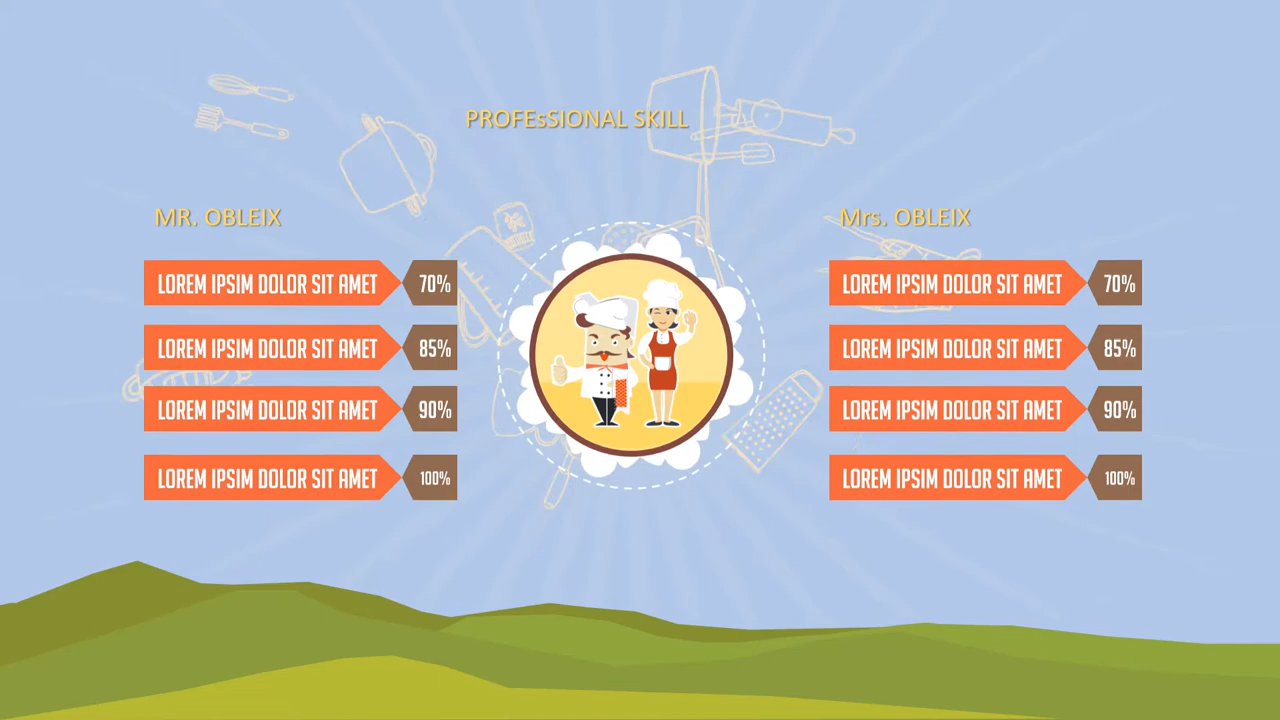 PROFEsSIONAL SKILL
MR. OBLEIX
LOREM IPSIM DOLOR SIT AMET 70%
LOREM IPSIM DOLOR SIT AMET 85%
LOREM IPSIM DOLOR SIT AMET 90%
LOREM IPSIM DOLOR SIT AMET 100%
Mrs. OBLEIX
LOREM IPSIM DOLOR SIT AMET 70%
LOREM IPSIM DOLOR SIT AMET 85%
LOREM IPSIM DOLOR SIT AMET 90%
LOREM IPSIM DOLOR SIT AMET 100%